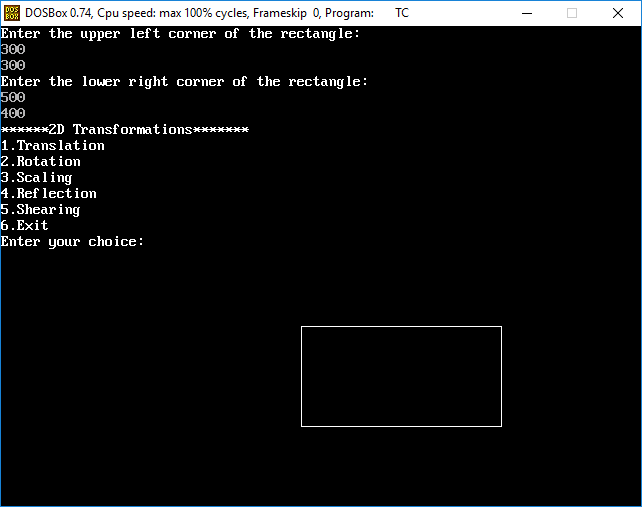 DOS BOX DOSBox 0.74, Cpu speed: max 100% cycles, Frameskip 0, Program: TC
Enter the upper left corner of the rectangle:
300
300
Enter the lower right corner of the rectangle:
500
400
******2D Transformations*******
1.Translation
2.Rotation
3.Scaling
4.Reflection
5.Shearing
6.Exit
Enter your choice: